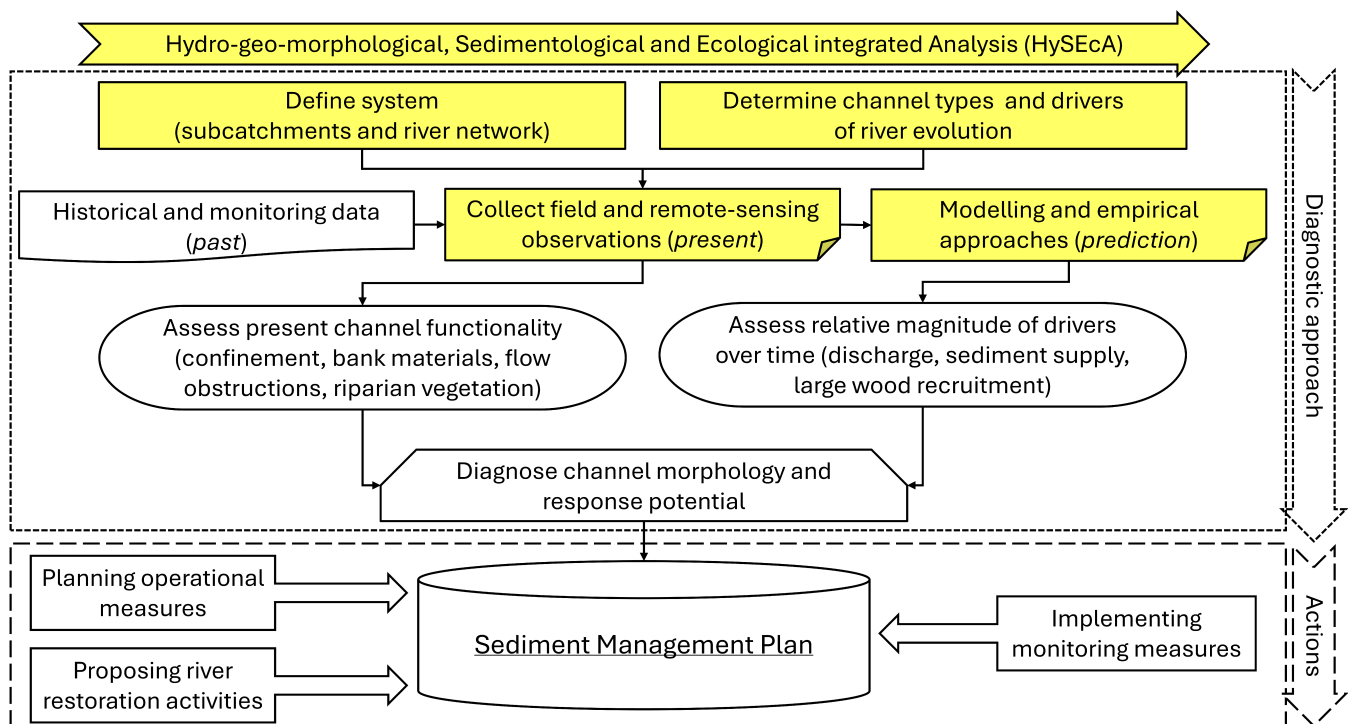 Hydro-geo-morphological, Sedimentological and Ecological integrated Analysis (HySEcA)
Define system
(subcatchments and river network)
Determine channel types and drivers
of river evolution
Historical and monitoring data
(past)
Collect field and remote-sensing
observations (present)
Modelling and empirical
approaches (prediction)
Assess present channel functionality
(confinement, bank materials, flow
obstructions, riparian vegetation)
Assess relative magnitude of drivers
over time (discharge, sediment supply,
large wood recruitment)
Diagnose channel morphology and
response potential
Diagnostic approach
Planning operational
measures
Proposing river
restoration activities
Sediment Management Plan
Implementing
monitoring measures
Actions